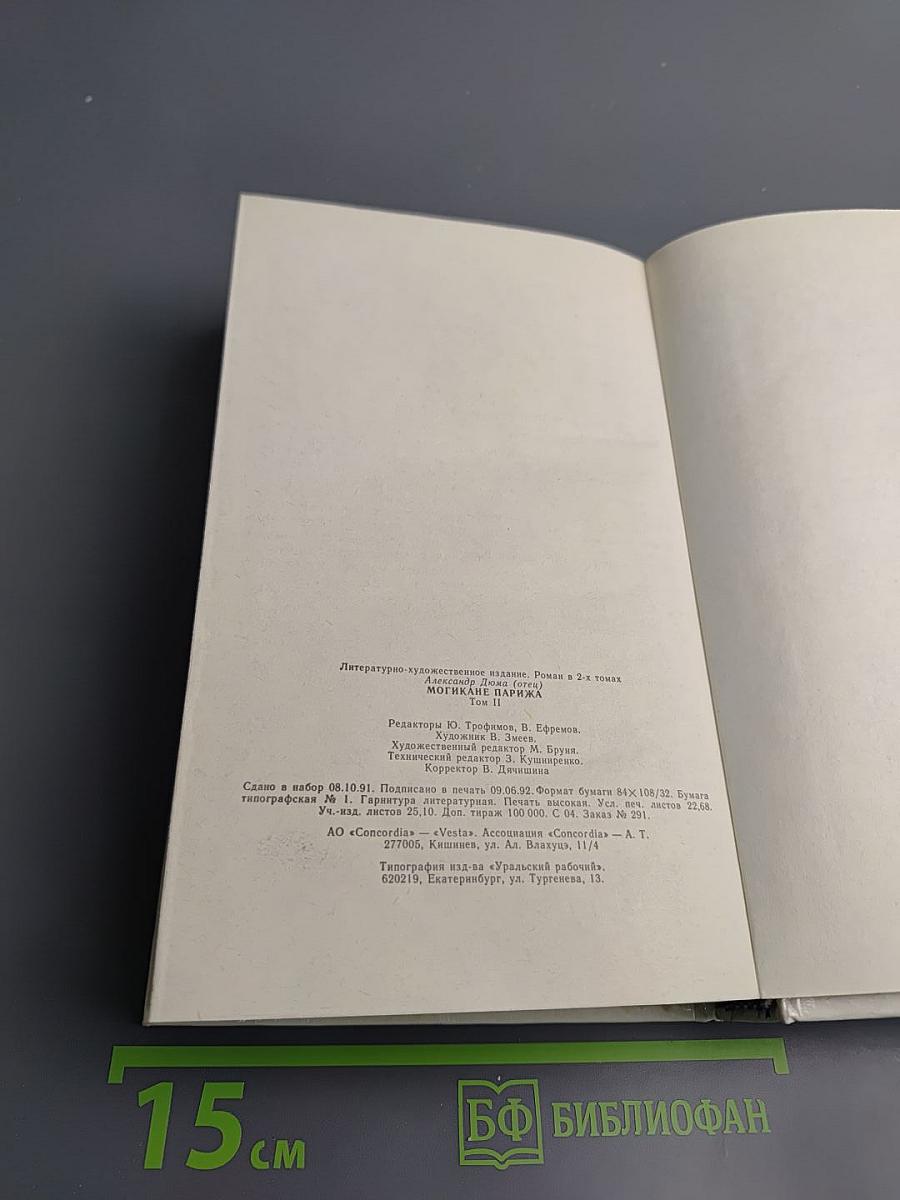 Литературно-художественное издание. Роман в 2-х томах
Александр Дюма (отец)
МОГИКАНЕ ПАРИЖА
Том II
Редакторы Ю. Трофимов, В. Ефремов.
Художник В. Змеев.
Художественный редактор М. Бруня.
Технический редактор З. Кушниренко.
Корректор В. Дячишина
Сдано в набор 08.10.91. Подписано в печать 09.06.92. Формат бумаги 84×108/32. Бумага
типографская № 1. Гарнитура литературная. Печать высокая. Усл. печ. листов 22,68.
Уч.-изд. листов 25,10. Доп. тираж 100 000. С 04. Заказ № 291.
АО «Concordia» — «Vesta». Ассоциация «Concordia» — А. Т.
277005, Кишинев, ул. Ал. Влахуцэ, 11/4
Типография изд-ва «Уральский рабочий».
620219, Екатеринбург, ул. Тургенева, 13.
15 см
БФ БИБЛИОФАН